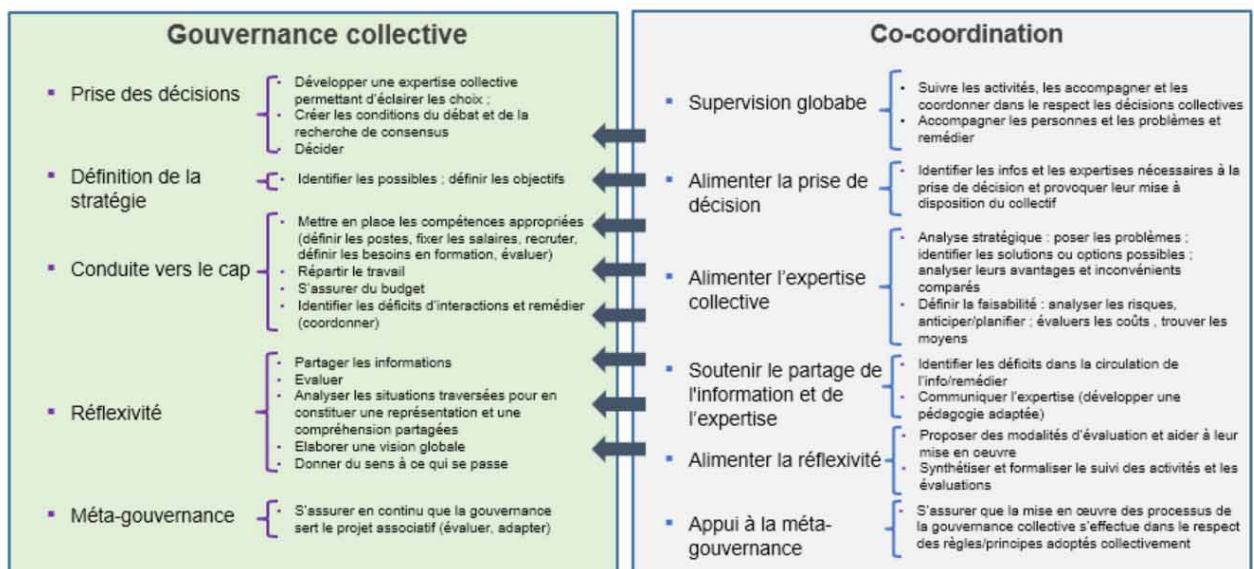 Gouvernance collective
Prise des décisions
Développer une expertise collective
permettant d'éclairer les choix ;
Créer les conditions du débat et de la
recherche de consensus
Décider
Définition de la
stratégie
Identifier les possibles ; définir les objectifs
Conduite vers le cap
Mettre en place les compétences appropriées
(définir les postes, fixer les salaires, recruter,
définir les besoins en formation, évaluer)
Répartir le travail
S'assurer du budget
Identifier les déficits d'interactions et remédier
(coordonner)
Réflexivité
Partager les informations
Evaluer
Analyser les situations traversées pour en
constituer une représentation et une
compréhension partagées
Elaborer une vision globale
Donner du sens à ce qui se passe
Méta-gouvernance
S'assurer en continu que la gouvernance
sert le projet associatif (évaluer, adapter)
Co-coordination
Supervision globabe
Suivre les activités, les accompagner et les
coordonner dans le respect les décisions collectives
Accompagner les personnes et les problèmes et
remédier
Alimenter la prise de
décision
Identifier les infos et les expertises nécessaires à la
prise de décision et provoquer leur mise à
disposition du collectif
Alimenter l'expertise
collective
Analyse stratégique : poser les problèmes ;
identifier les solutions ou options possibles ;
analyser leurs avantages et inconvénients
comparés
Définir la faisabilité : analyser les risques,
anticiper/planifier ; évaluers les coûts , trouver les
moyens
Soutenir le partage de
l'information et de
l'expertise
Identifier les déficits dans la circulation de
l'info/remédier
Communiquer l'expertise (développer une
pédagogie adaptée)
Alimenter la réflexivité
Proposer des modalités d'évaluation et aider à leur
mise en oeuvre
Synthétiser et formaliser le suivi des activités et les
évaluations
Appui à la méta-
gouvernance
S'assurer que la mise en œuvre des processus de
la gouvernance collective s'effectue dans le respect
des règles/principes adoptés collectivement